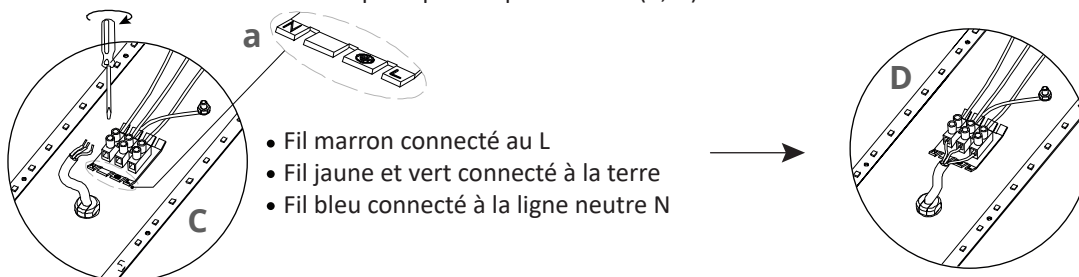 a
N
L
• Fil marron connecté au L
• Fil jaune et vert connecté à la terre
• Fil bleu connecté à la ligne neutre N
C
D